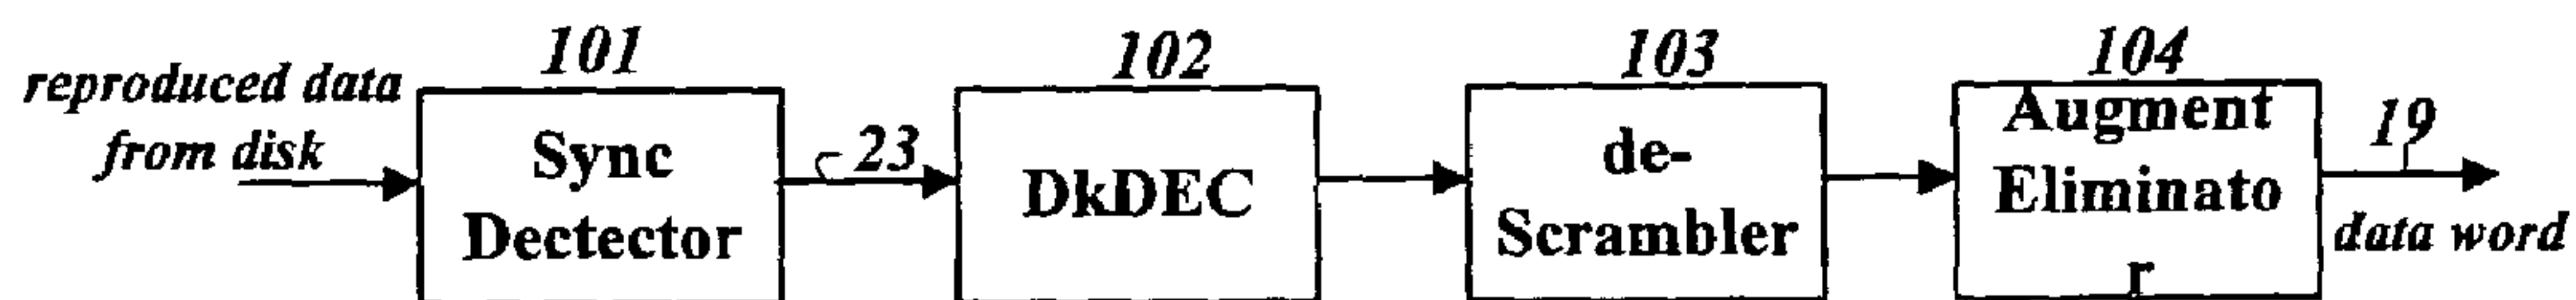 reproduced data
from disk
101
Sync
Dectector
23
102
DkDEC
103
de-
Scrambler
104
Augment
Eliminato
r
19
data word